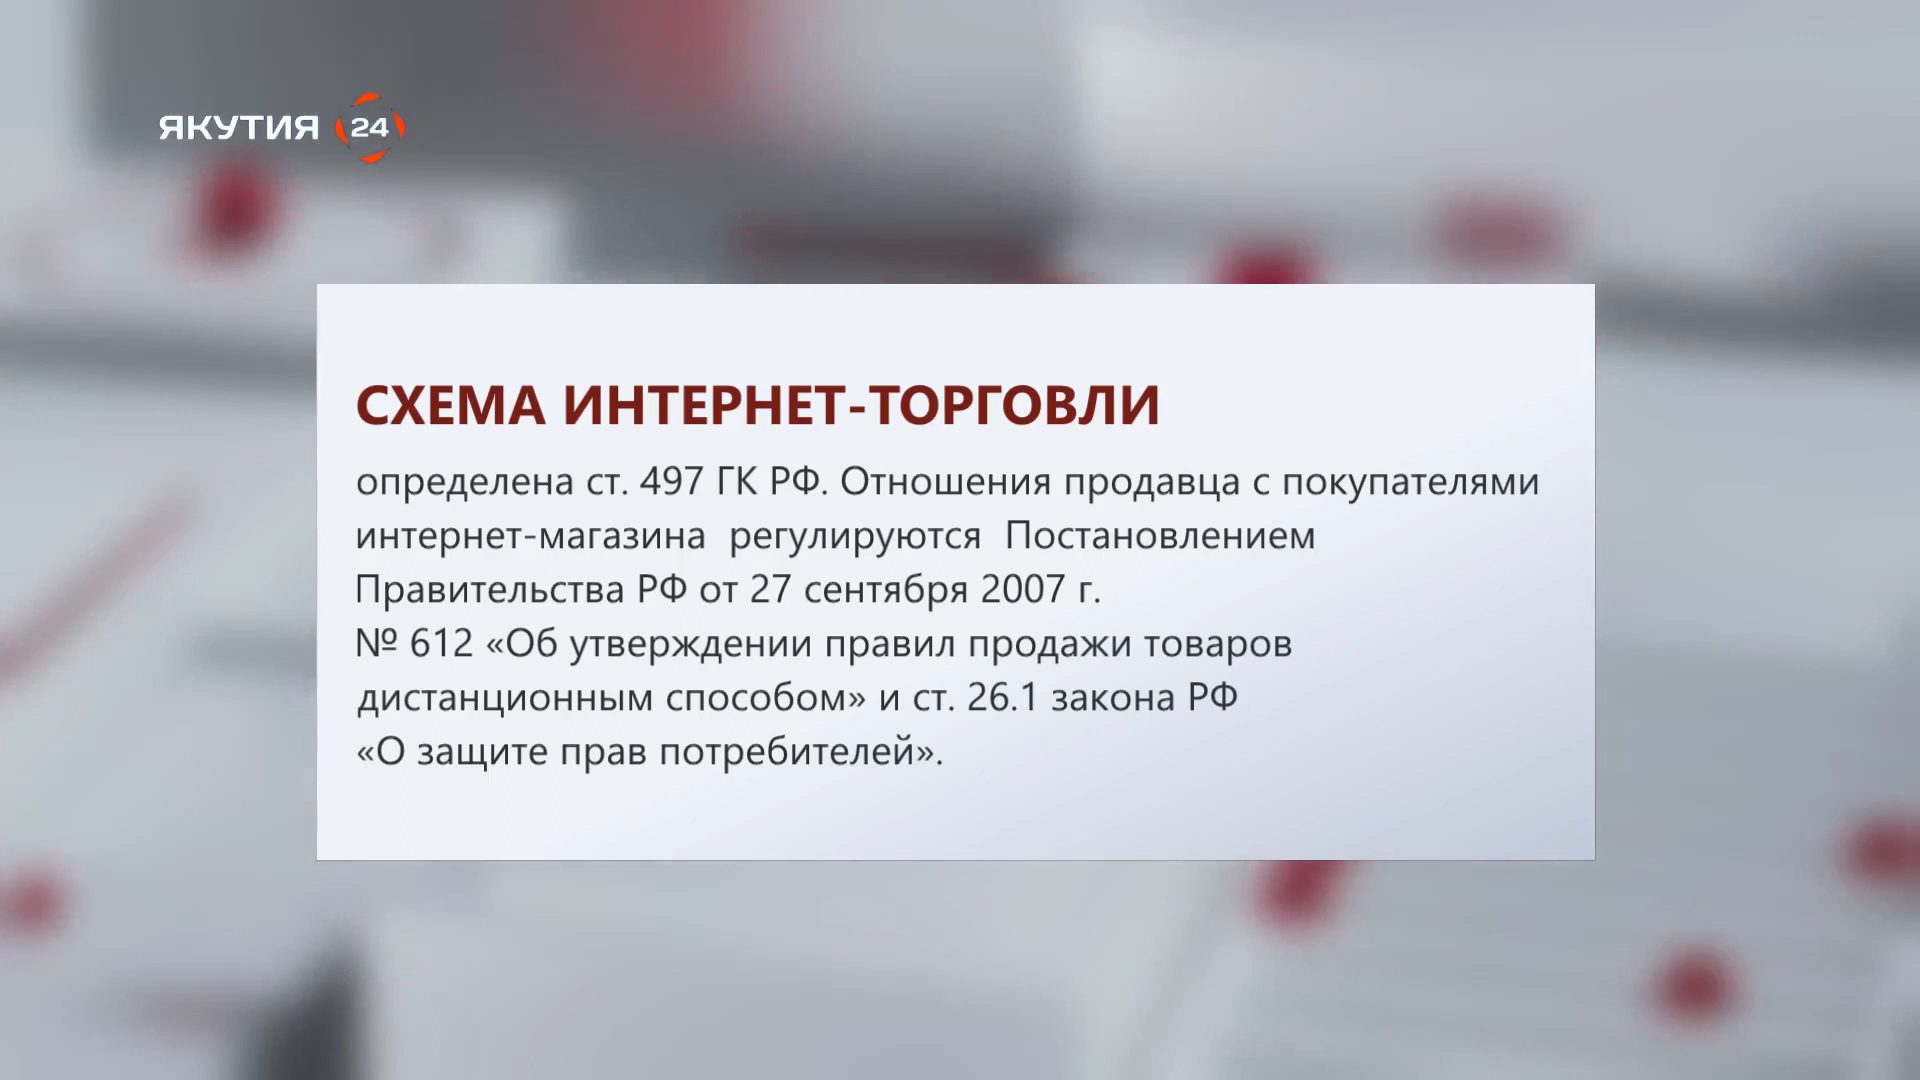 ЯКУТИЯ 24
СХЕМА ИНТЕРНЕТ-ТОРГОВЛИ
определена ст. 497 ГК РФ. Отношения продавца с покупателями
интернет-магазина регулируются Постановлением
Правительства РФ от 27 сентября 2007 г.
№ 612 «Об утверждении правил продажи товаров
дистанционным способом» и ст. 26.1 закона РФ
«О защите прав потребителей».